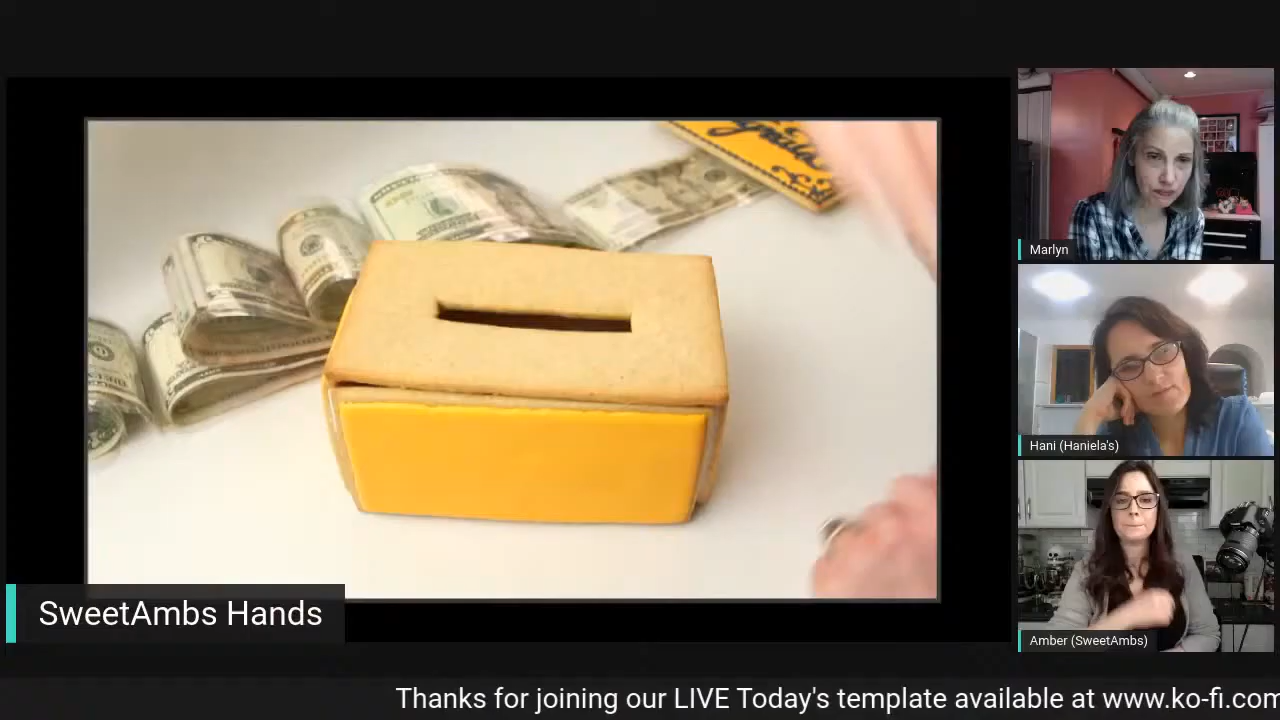 SweetAmbs Hands
Marlyn
Hani (Haniela's)
Amber (SweetAmbs)
Thanks for joining our LIVE Today's template available at www.ko-fi.com